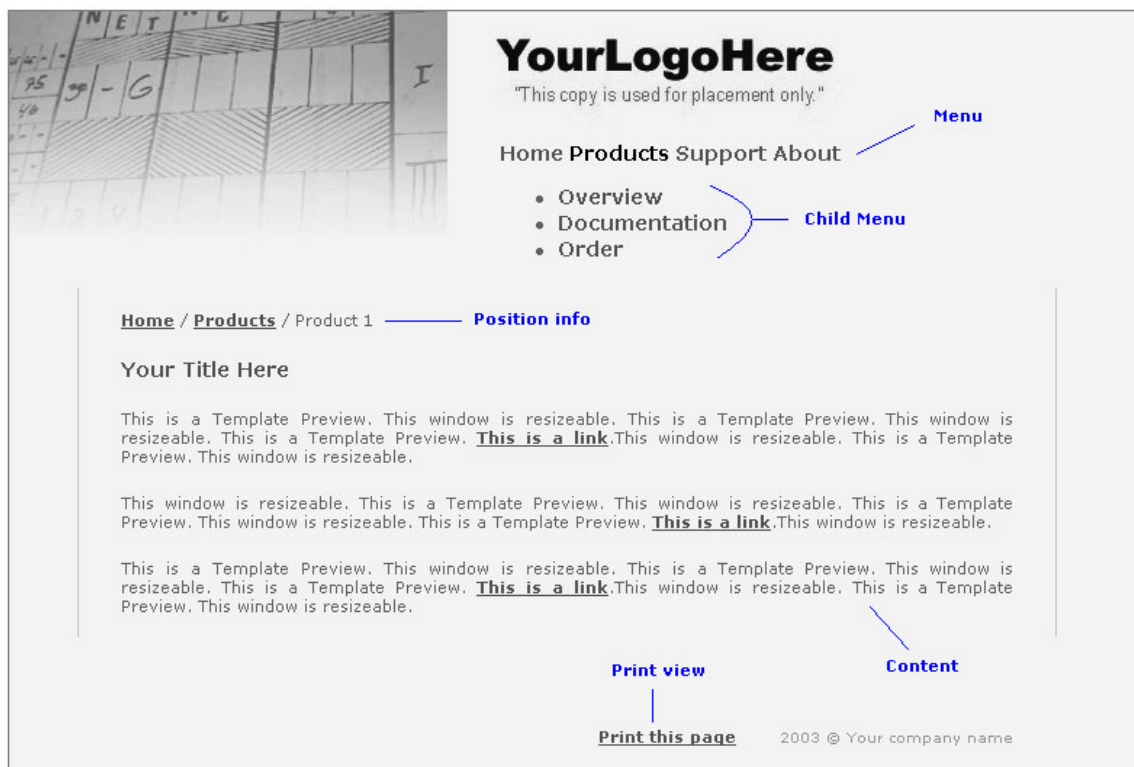 N E T
75
46
39 - G
I
YourLogoHere
"This copy is used for placement only."
Menu
Home Products Support About
• Overview
• Documentation
• Order
Child Menu
Home / Products / Product 1
Position info
Your Title Here
This is a Template Preview. This window is resizeable. This is a Template Preview. This window is
resizeable. This is a Template Preview. This is a link.This window is resizeable. This is a Template
Preview. This window is resizeable.
This window is resizeable. This is a Template Preview. This window is resizeable. This is a Template
Preview. This window is resizeable. This is a Template Preview. This is a link.This window is resizeable.
This is a Template Preview. This window is resizeable. This is a Template Preview. This window is
resizeable. This is a Template Preview. This is a link.This window is resizeable. This is a Template
Preview. This window is resizeable.
Content
Print view
Print this page
2003 © Your company name